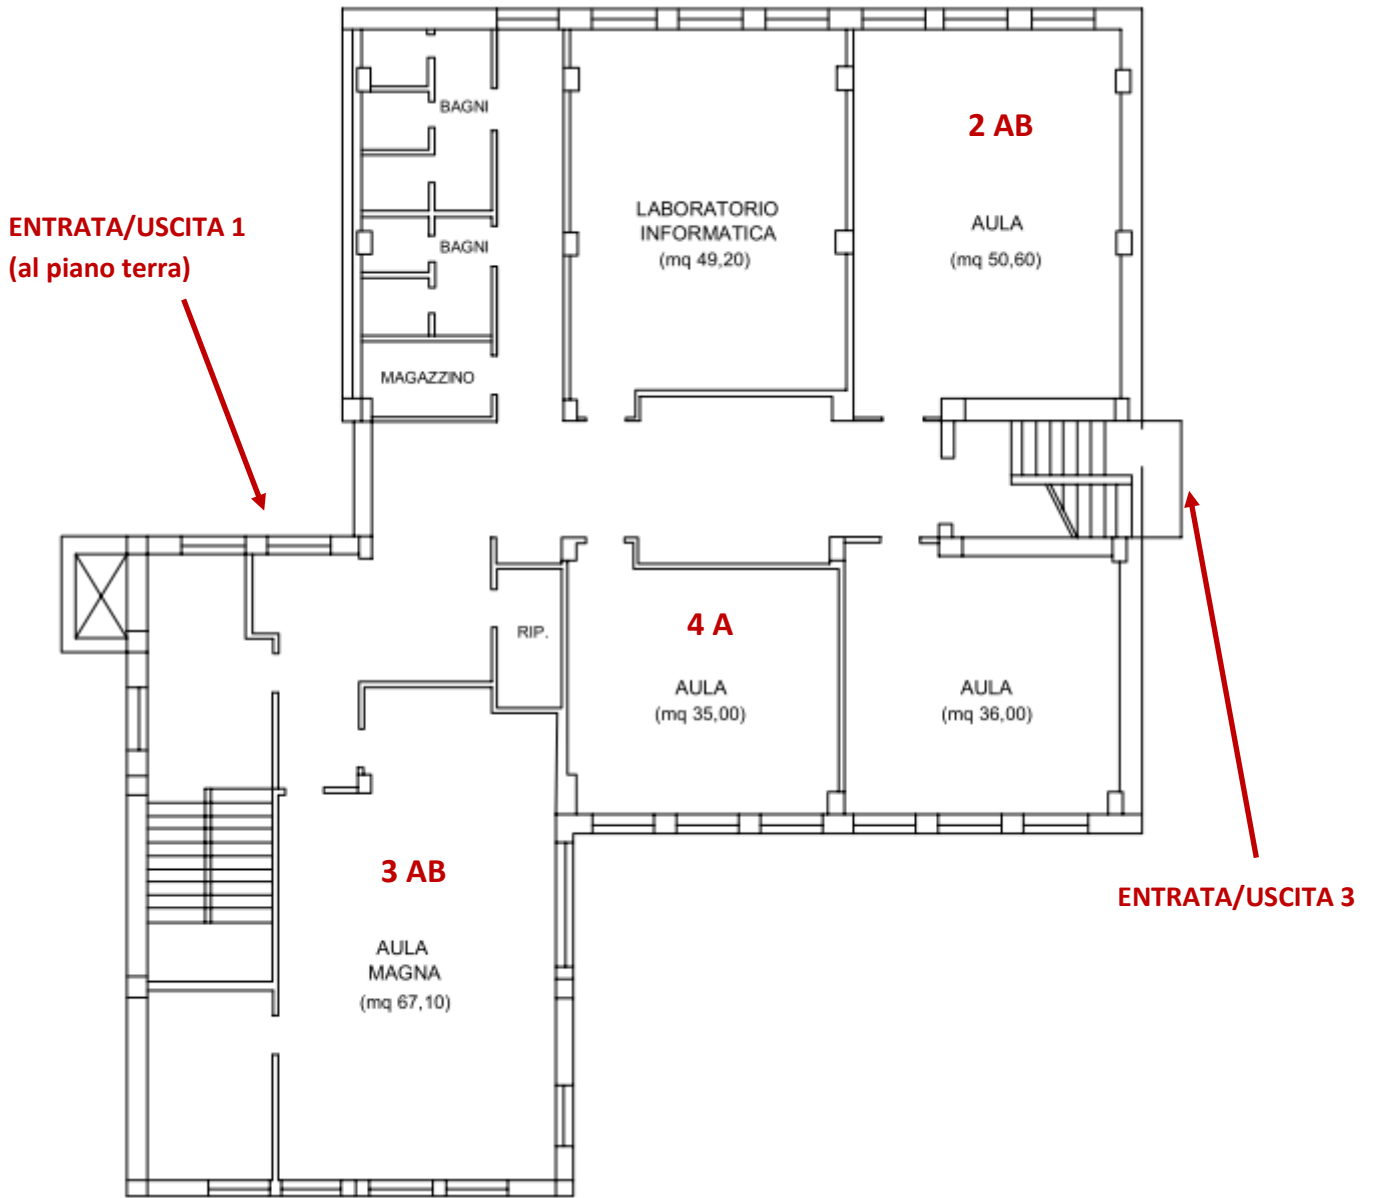 BAGNI
2 AB
LABORATORIO
INFORMATICA
(mq 49,20)
AULA
(mq 50,60)
ENTRATA/USCITA 1
(al piano terra)
BAGNI
MAGAZZINO
RIP.
4 A
AULA
(mq 35,00)
AULA
(mq 36,00)
3 AB
AULA
MAGNA
(mq 67,10)
ENTRATA/USCITA 3